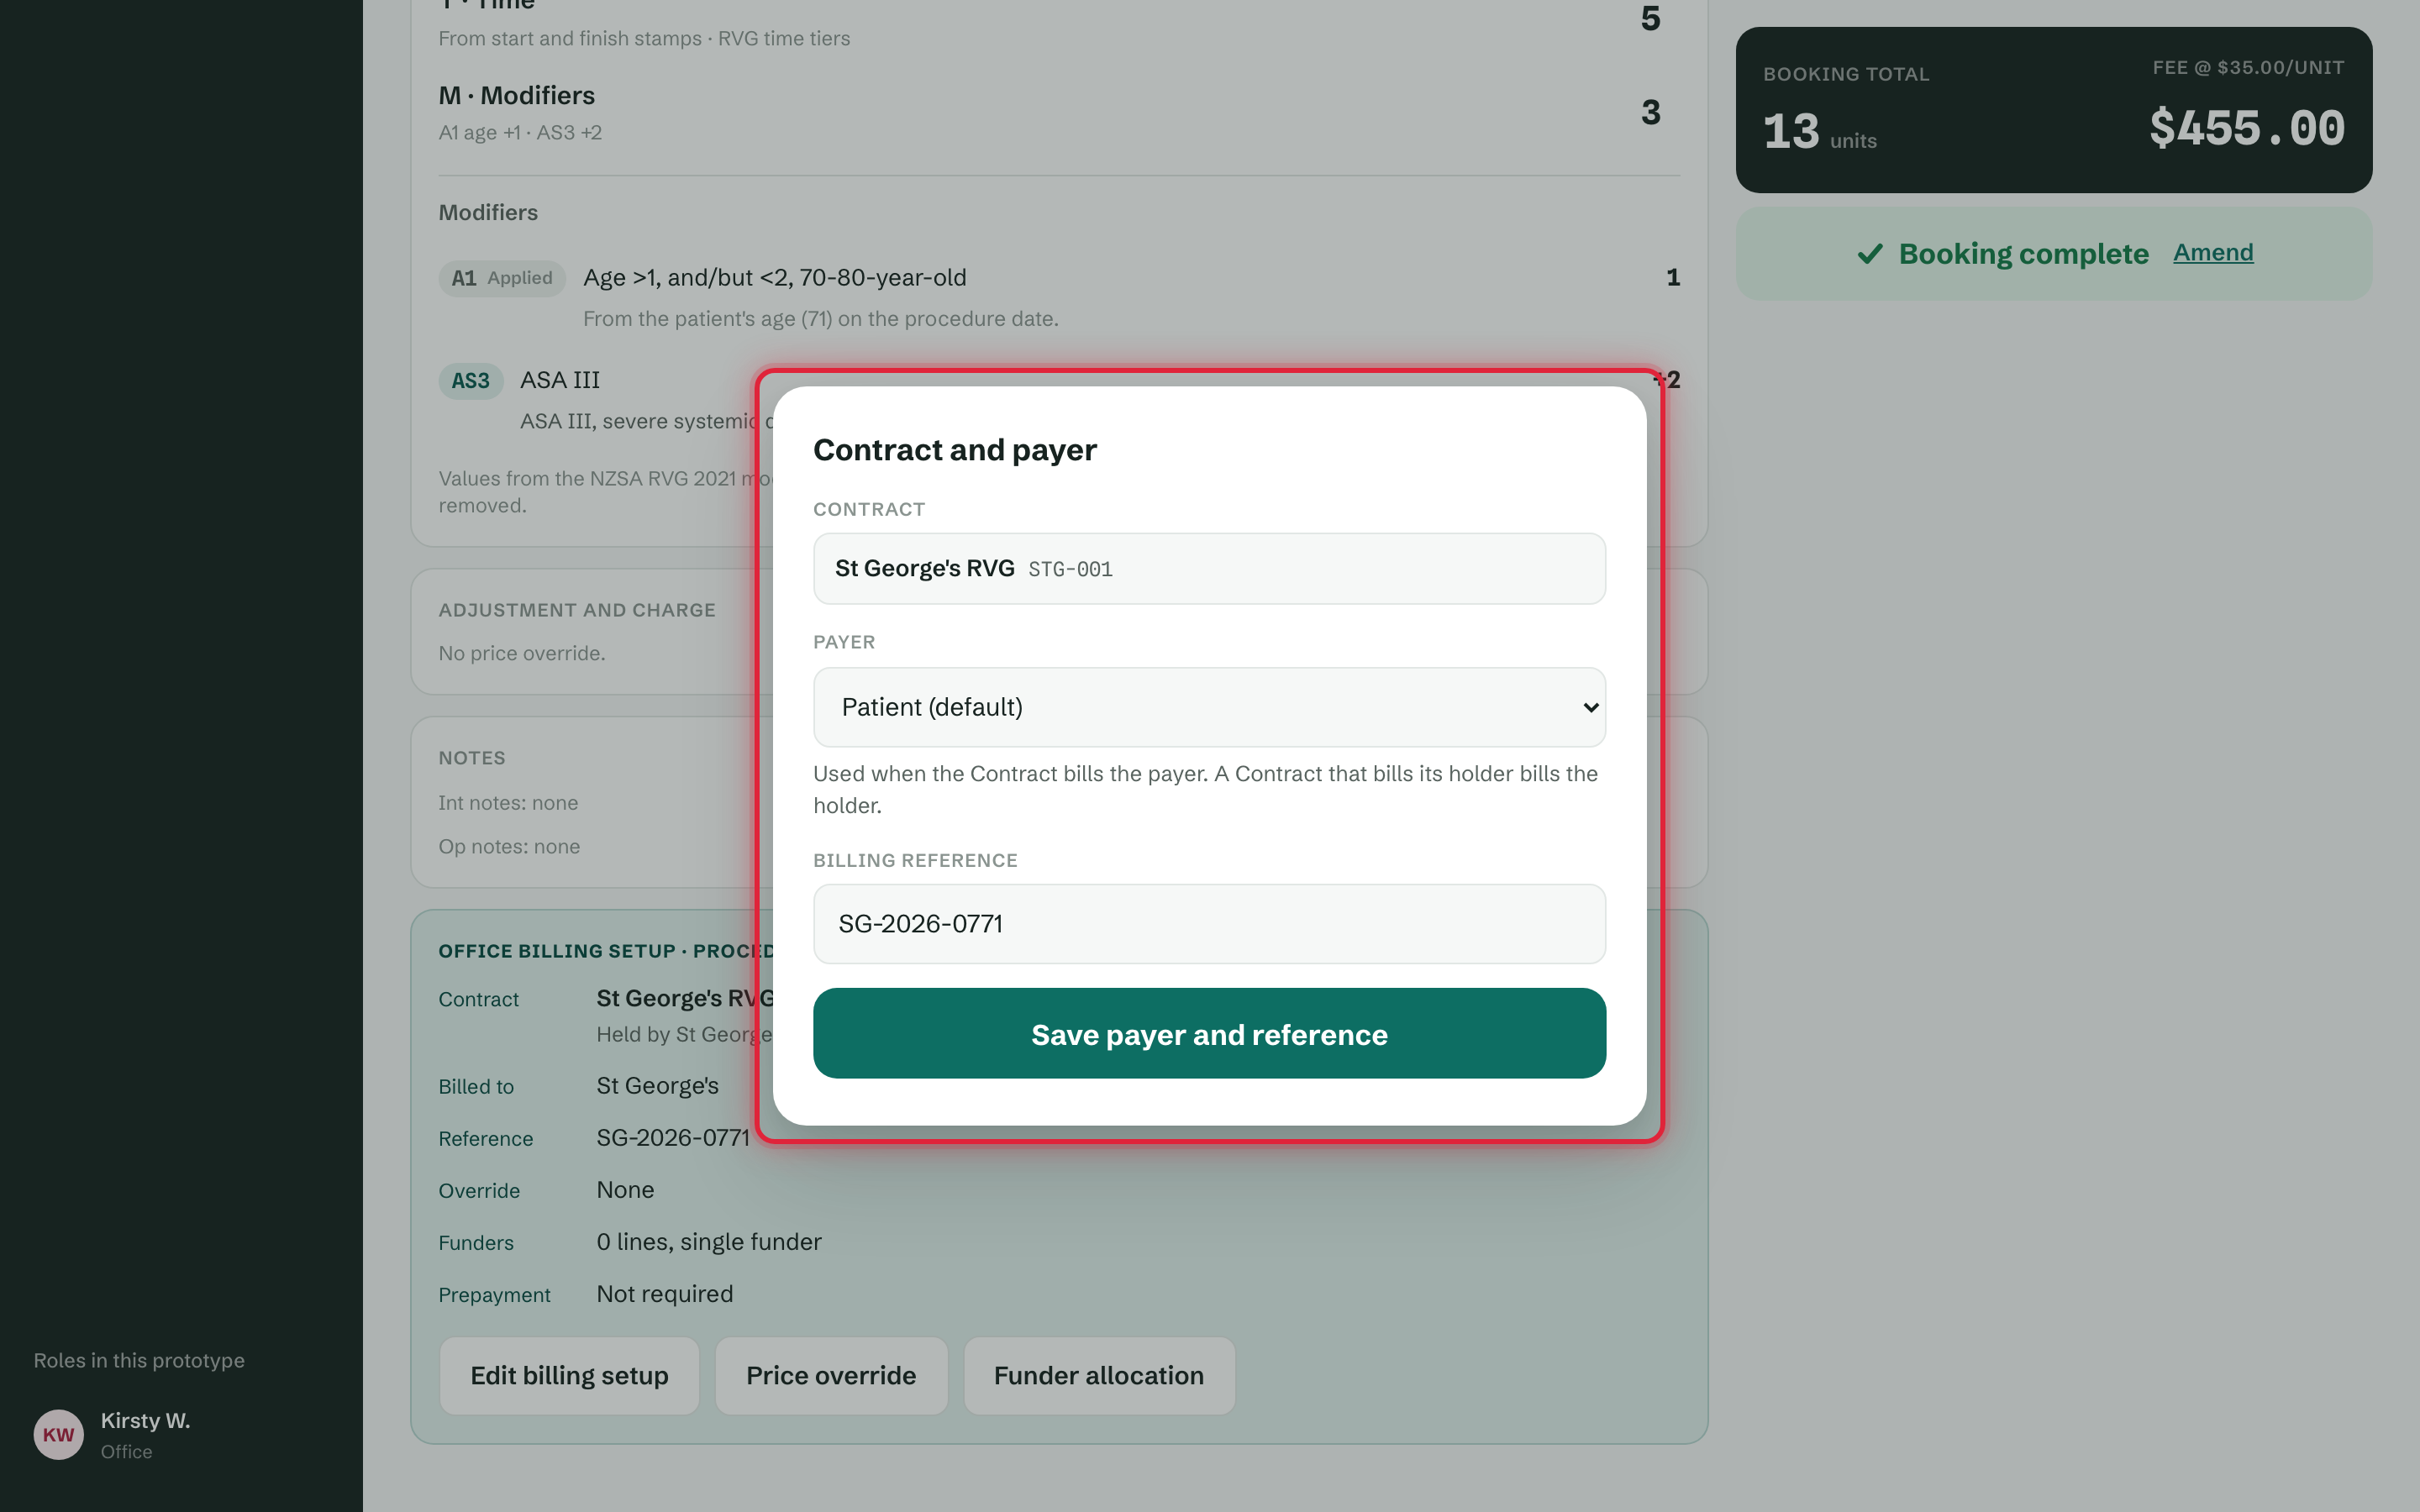 T · Time
5
From start and finish stamps · RVG time tiers
M · Modifiers
3
A1 age +1 · AS3 +2
Modifiers
A1 Applied Age >1, and/but <2, 70-80-year-old 1
From the patient's age (71) on the procedure date.
AS3 ASA III +2
ASA III, severe systemic
Values from the NZSA RVG 2021
removed.
ADJUSTMENT AND CHARGE
No price override.
NOTES
Int notes: none
Op notes: none
OFFICE BILLING SETUP ·
Contract St George's RVG
Held by St George
Billed to St George's
Reference SG-2026-0771
Override None
Funders 0 lines, single funder
Prepayment Not required
Edit billing setup Price override Funder allocation
Contract and payer
CONTRACT
St George's RVG STG-001
PAYER
Patient (default)
Used when the Contract bills the payer. A Contract that bills its holder bills the
holder.
BILLING REFERENCE
SG-2026-0771
Save payer and reference
BOOKING TOTAL
FEE @ $35.00/UNIT
13 units
$455.00
Booking complete Amend
Roles in this prototype
KW
Kirsty W.
Office